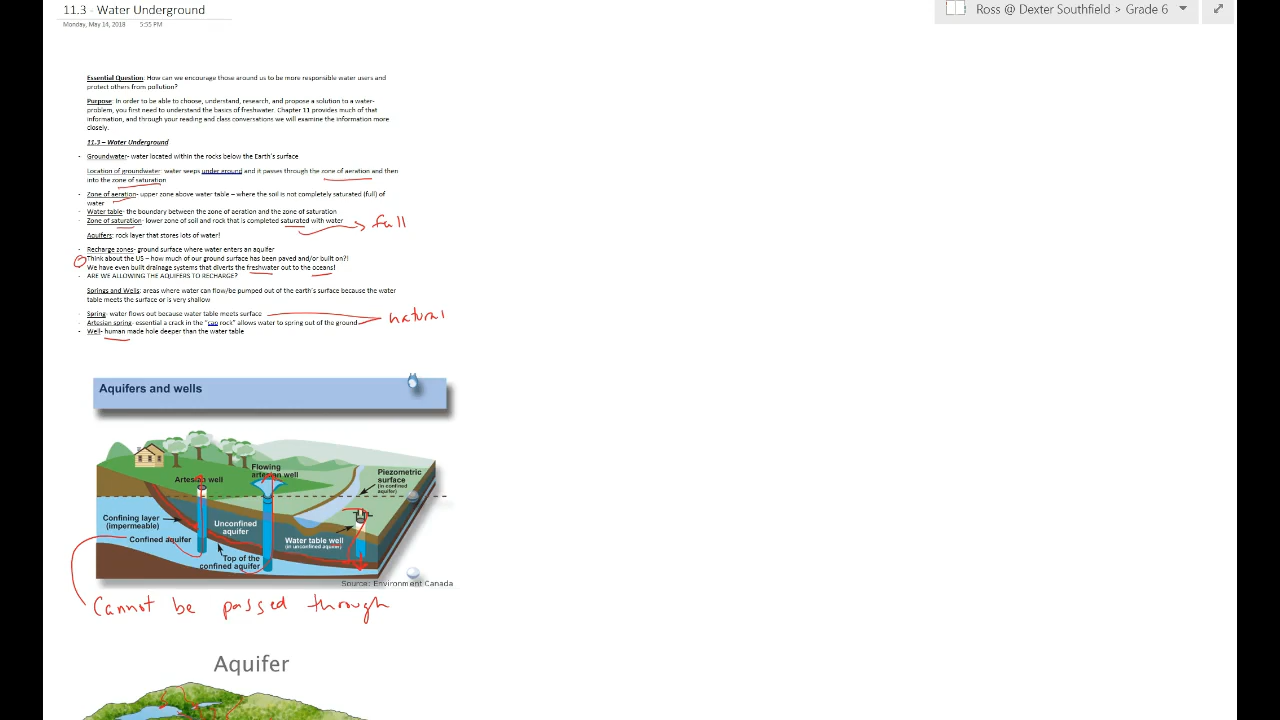 11.3 - Water Underground
Monday, May 14, 2018 5:55 PM
Ross @ Dexter Southfield > Grade 6
Essential Question: How can we encourage those around us to be more responsible water users and
protect others from pollution?
Purpose: In order to be able to choose, understand, research, and propose a solution to a water-
problem, you first need to understand the basics of freshwater. Chapter 11 provides much of that
information, and through your reading and class conversations we will examine the information more
closely.
11.3 – Water Underground
- Groundwater- water located within the rocks below the Earth's surface
Location of groundwater: water seeps under ground and it passes through the zone of aeration and then
into the zone of saturation
- Zone of aeration- upper zone above water table – where the soil is not completely saturated (full) of
water
- Water table- the boundary between the zone of aeration and the zone of saturation
- Zone of saturation- lower zone of soil and rock that is completed saturated with water
full
Aquifers: rock layer that stores lots of water!
- Recharge zones- ground surface where water enters an aquifer
Think about the US – how much of our ground surface has been paved and/or built on?!
We have even built drainage systems that diverts the freshwater out to the oceans!
- ARE WE ALLOWING THE AQUIFERS TO RECHARGE?
Springs and Wells: areas where water can flow/be pumped out of the earth's surface because the water
table meets the surface or is very shallow
- Spring- water flows out because water table meets surface
- Artesian spring- essential a crack in the "cap rock" allows water to spring out of the ground
natural
- Well- human made hole deeper than the water table
Aquifers and wells
Flowing
artesian well
Artesian well
Piezometric
surface
(in confined
aquifer)
Confining layer
(impermeable)
Unconfined
aquifer
Confined aquifer
Water table well
(in unconfined aquifer)
Top of the
confined aquifer
Source: Environment Canada
Cannot be passed through
Aquifer